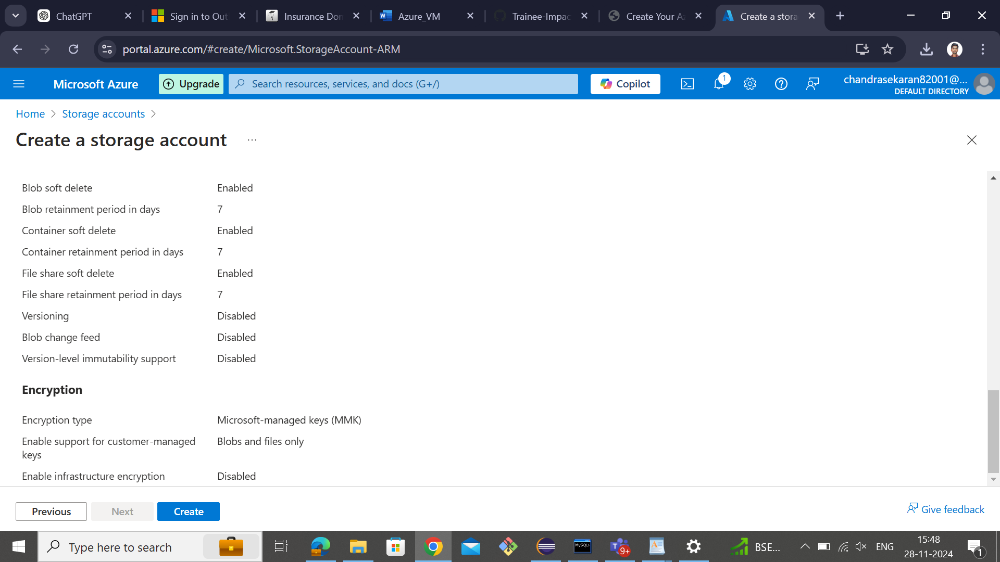 ChatGPT
Sign in to Out
Insurance Don
Azure_VM
Trainee-Impac
Create Your Az
Create a stora
portal.azure.com/#create/Microsoft.StorageAccount-ARM
Microsoft Azure
Upgrade
Search resources, services, and docs (G+/)
Copilot
1
chandrasekaran82001@...
DEFAULT DIRECTORY
Home > Storage accounts >
Create a storage account ...
Blob soft delete Enabled
Blob retainment period in days 7
Container soft delete Enabled
Container retainment period in days 7
File share soft delete Enabled
File share retainment period in days 7
Versioning Disabled
Blob change feed Disabled
Version-level immutability support Disabled
Encryption
Encryption type Microsoft-managed keys (MMK)
Enable support for customer-managed Blobs and files only
keys
Enable infrastructure encryption Disabled
Previous Next Create
Give feedback
Type here to search
MySQL
T 9+
BSE...
ENG
15:48
28-11-2024
1